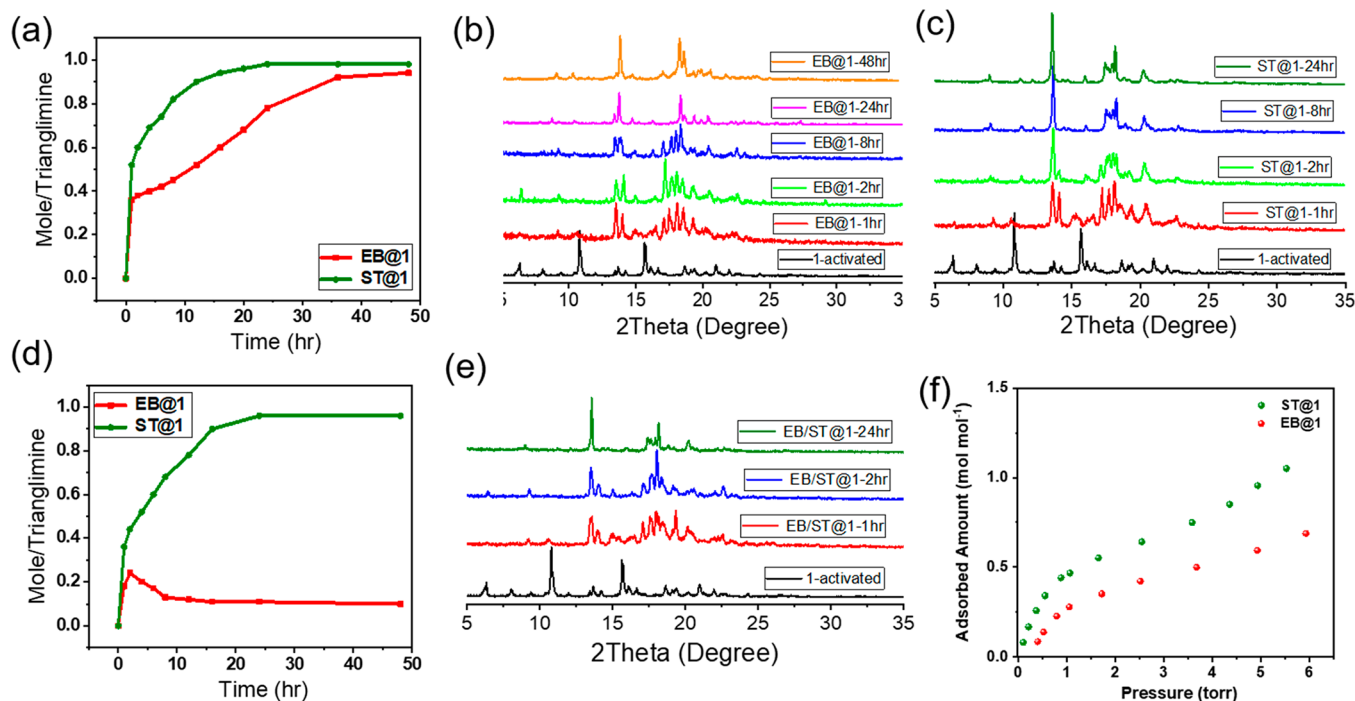 (a)
Mole/Trianglimine
1.0
0.8
0.6
0.4
0.2
0.0
EB@1
ST@1
0 10 20 30 40 50
Time (hr)
(b)
EB@1-48hr
EB@1-24hr
EB@1-8hr
EB@1-2hr
EB@1-1hr
1-activated
5 10 15 20 25 30 35
2Theta (Degree)
(c)
ST@1-24hr
ST@1-8hr
ST@1-2hr
ST@1-1hr
1-activated
5 10 15 20 25 30 35
2Theta (Degree)
(d)
Mole/Trianglimine
1.0
0.8
0.6
0.4
0.2
0.0
EB@1
ST@1
0 10 20 30 40 50
Time (hr)
(e)
EB/ST@1-24hr
EB/ST@1-2hr
EB/ST@1-1hr
1-activated
5 10 15 20 25 30 35
2Theta (Degree)
(f)
Adsorbed Amount (mol mol-1)
1.5
1.0
0.5
0.0
ST@1
EB@1
0 1 2 3 4 5 6
Pressure (torr)